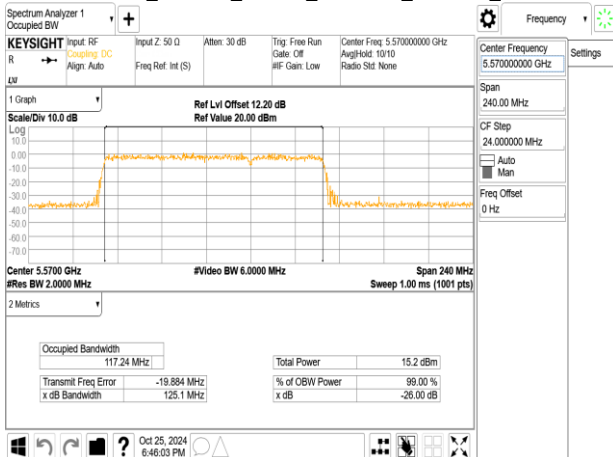 Spectrum Analyzer 1
Occupied BW
Frequency
KEYSIGHT
R
Input: RF
Coupling: DC
Align: Auto
Input Z: 50 Ω
Freq Ref: Int (S)
Atten: 30 dB
Trig: Free Run
Gate: Off
#IF Gain: Low
Center Freq: 5.570000000 GHz
Avg|Hold: 10/10
Radio Std: None
LXI
Center Frequency
5.570000000 GHz
Settings
Span
240.00 MHz
CF Step
24.000000 MHz
Auto
Man
Freq Offset
0 Hz
1 Graph
Ref Lvl Offset 12.20 dB
Scale/Div 10.0 dB
Ref Value 20.00 dBm
Log
10.0
0.00
-10.0
-20.0
-30.0
-40.0
-50.0
-60.0
-70.0
Center 5.5700 GHz
#Video BW 6.0000 MHz
Span 240 MHz
#Res BW 2.0000 MHz
Sweep 1.00 ms (1001 pts)
2 Metrics
Occupied Bandwidth
117.24 MHz
Total Power 15.2 dBm
Transmit Freq Error -19.884 MHz
% of OBW Power 99.00 %
x dB Bandwidth 125.1 MHz
x dB -26.00 dB
Oct 25, 2024
6:46:03 PM